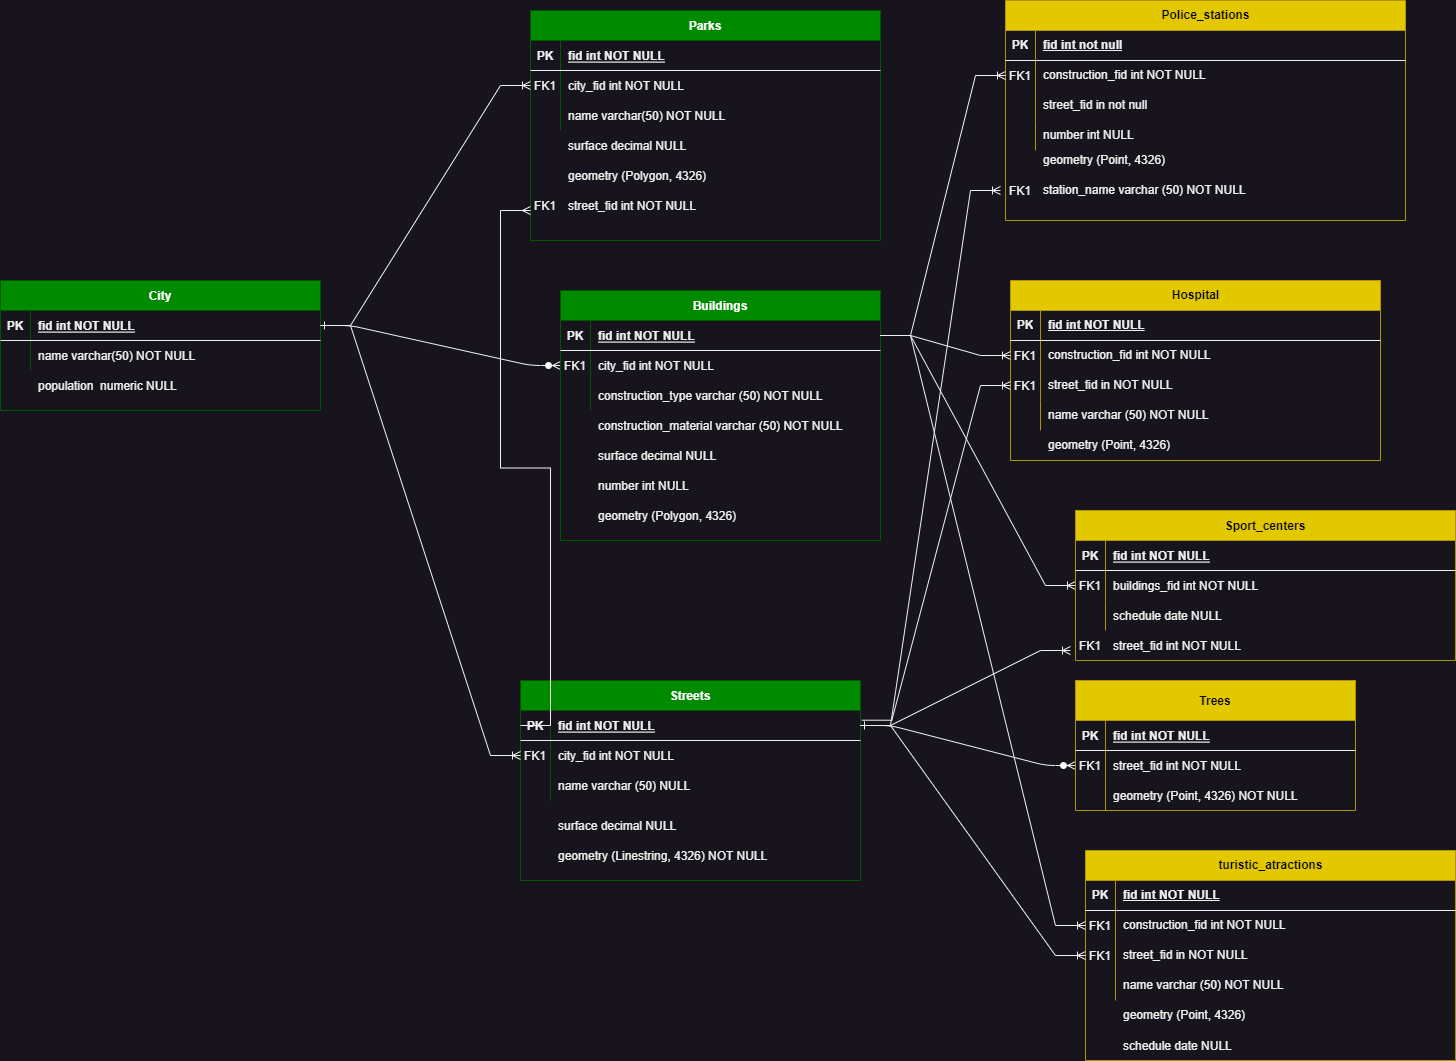 Parks
PK fid int NOT NULL
FK1 city_fid int NOT NULL
name varchar(50) NOT NULL
surface decimal NULL
geometry (Polygon, 4326)
FK1 street_fid int NOT NULL
Police_stations
PK fid int not null
FK1 construction_fid int NOT NULL
street_fid in not null
number int NULL
geometry (Point, 4326)
FK1 station_name varchar (50) NOT NULL
City
PK fid int NOT NULL
name varchar(50) NOT NULL
population numeric NULL
Buildings
PK fid int NOT NULL
FK1 city_fid int NOT NULL
construction_type varchar (50) NOT NULL
construction_material varchar (50) NOT NULL
surface decimal NULL
number int NULL
geometry (Polygon, 4326)
Hospital
PK fid int NOT NULL
FK1 construction_fid int NOT NULL
FK1 street_fid in NOT NULL
name varchar (50) NOT NULL
geometry (Point, 4326)
Sport_centers
PK fid int NOT NULL
FK1 buildings_fid int NOT NULL
schedule date NULL
FK1 street_fid int NOT NULL
Streets
PK fid int NOT NULL
FK1 city_fid int NOT NULL
name varchar (50) NULL
surface decimal NULL
geometry (Linestring, 4326) NOT NULL
Trees
PK fid int NOT NULL
FK1 street_fid int NOT NULL
geometry (Point, 4326) NOT NULL
turistic_atractions
PK fid int NOT NULL
FK1 construction_fid int NOT NULL
FK1 street_fid in NOT NULL
name varchar (50) NOT NULL
geometry (Point, 4326)
schedule date NULL